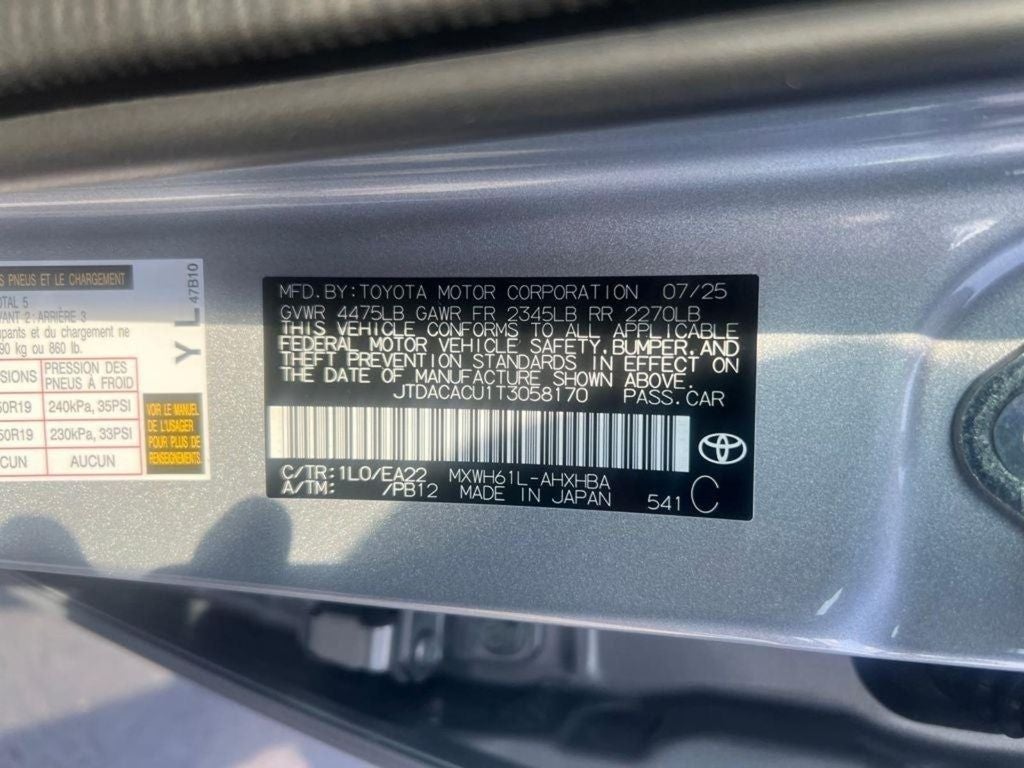 S PNEUS ET LE CHARGEMENT
TOTAL 5
VANT 2 : ARRIÈRE 3
upants et du chargement ne
90 kg ou 860 lb.
PRESSION DES
PNEUS À FROID
50R19 240kPa, 35PSI
50R19 230kPa, 33PSI
CUN AUCUN
VOIR LE MANUEL
DE L'USAGER
POUR PLUS DE
RENSEIGNEMENTS.
Y L 47B10
MFD. BY: TOYOTA MOTOR CORPORATION 07/25
GVWR 4475LB GAWR FR 2345LB RR 2270LB
THIS VEHICLE CONFORMS TO ALL APPLICABLE
FEDERAL MOTOR VEHICLE SAFETY, BUMPER, AND
THEFT PREVENTION STANDARDS IN EFFECT ON
THE DATE OF MANUFACTURE SHOWN ABOVE.
JTDACACU1T3058170 PASS. CAR
C/TR: 1L0/EA22 MXWH61L-AHXHBA
A/TM: /PB12 MADE IN JAPAN 541 C